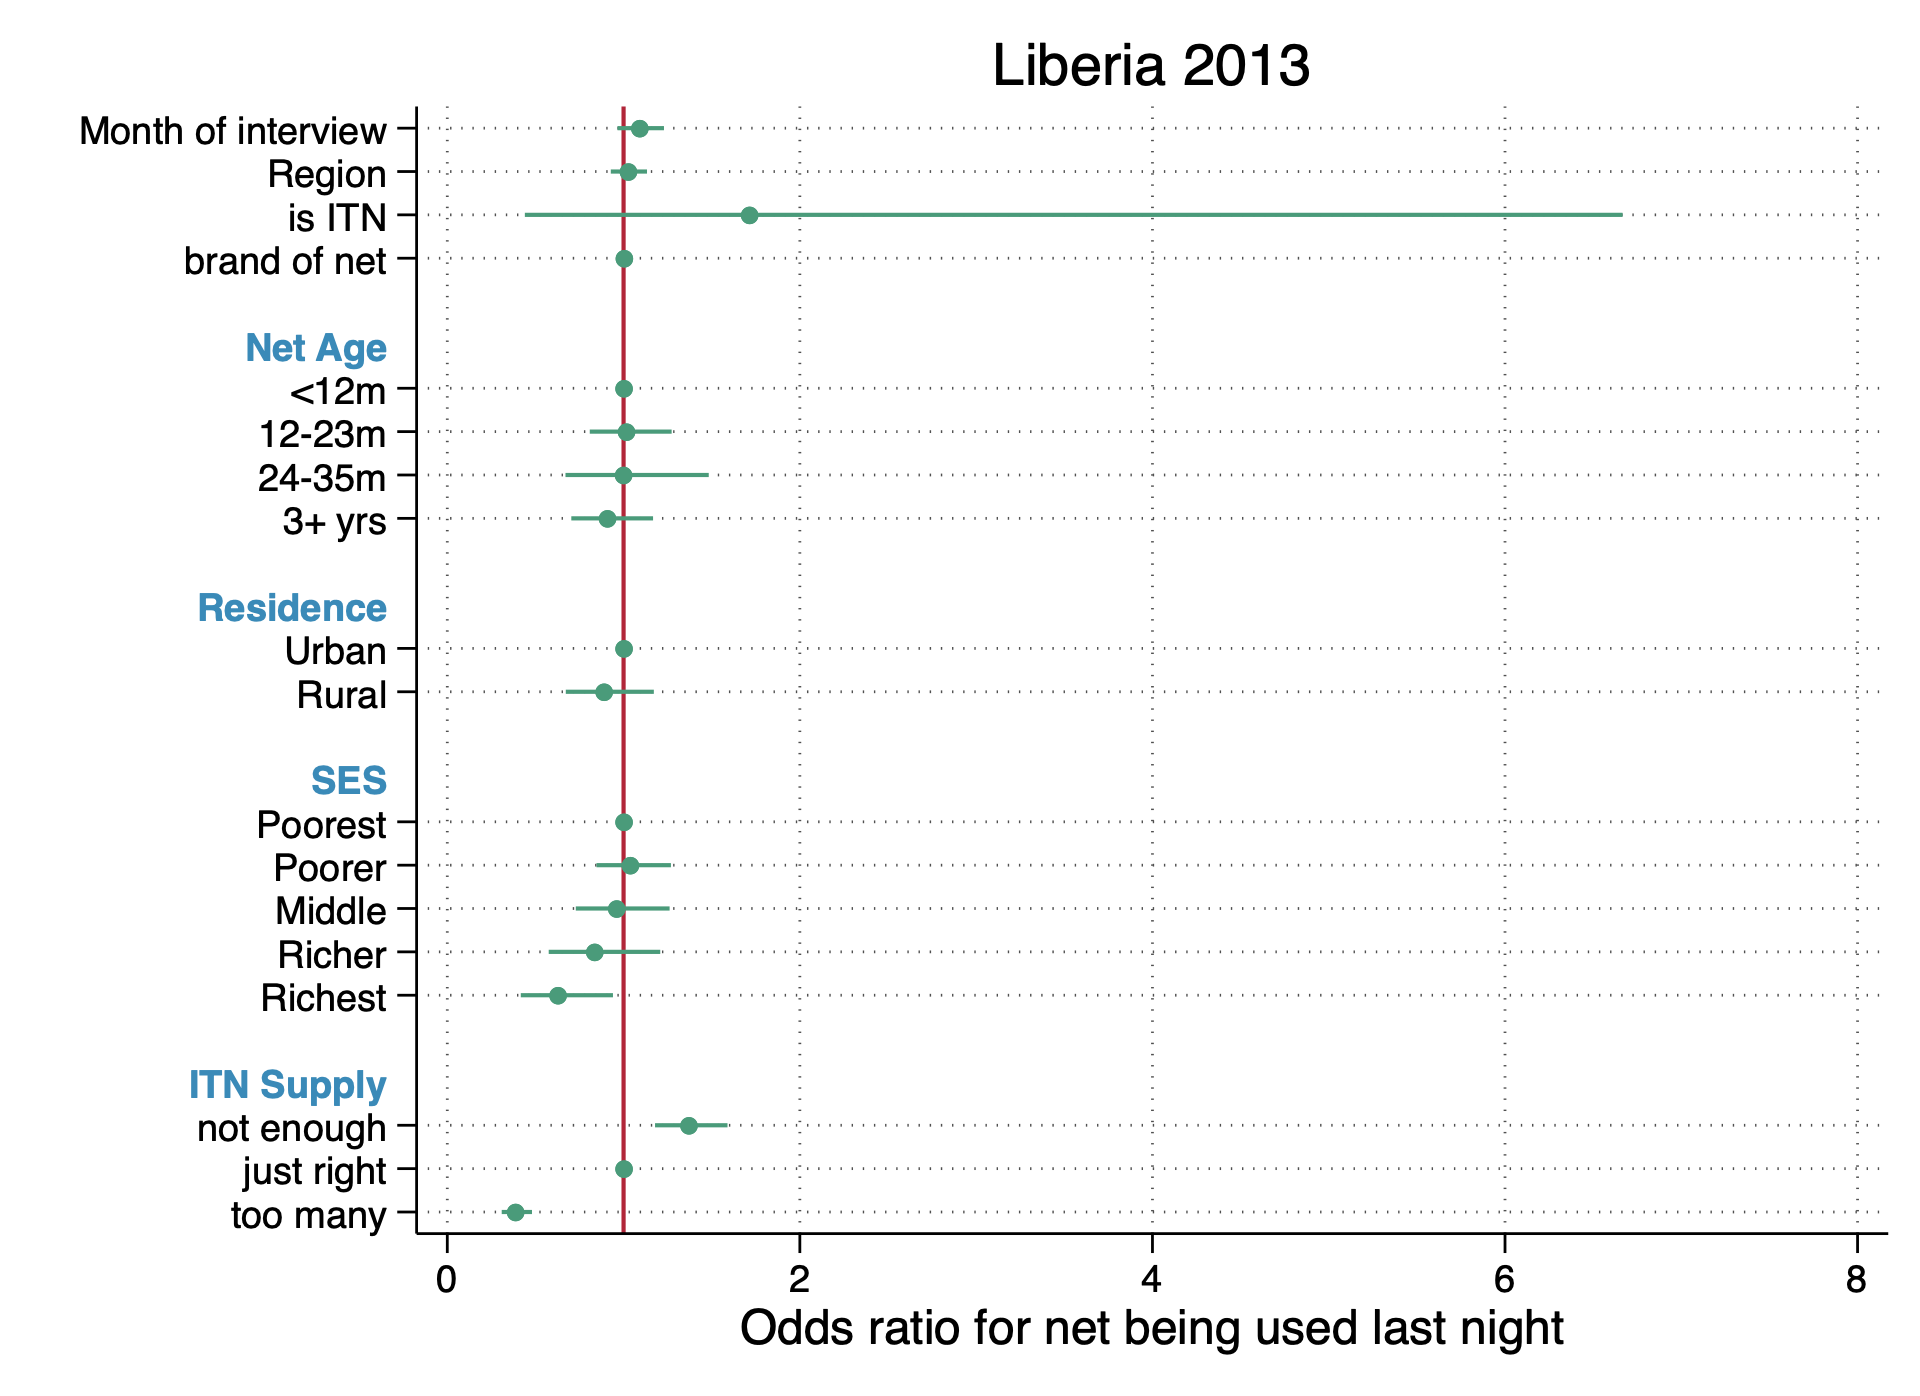 Liberia 2013
Month of interview
Region
is ITN
brand of net
Net Age
<12m
12-23m
24-35m
3+ yrs
Residence
Urban
Rural
SES
Poorest
Poorer
Middle
Richer
Richest
ITN Supply
not enough
just right
too many
0 2 4 6 8
Odds ratio for net being used last night